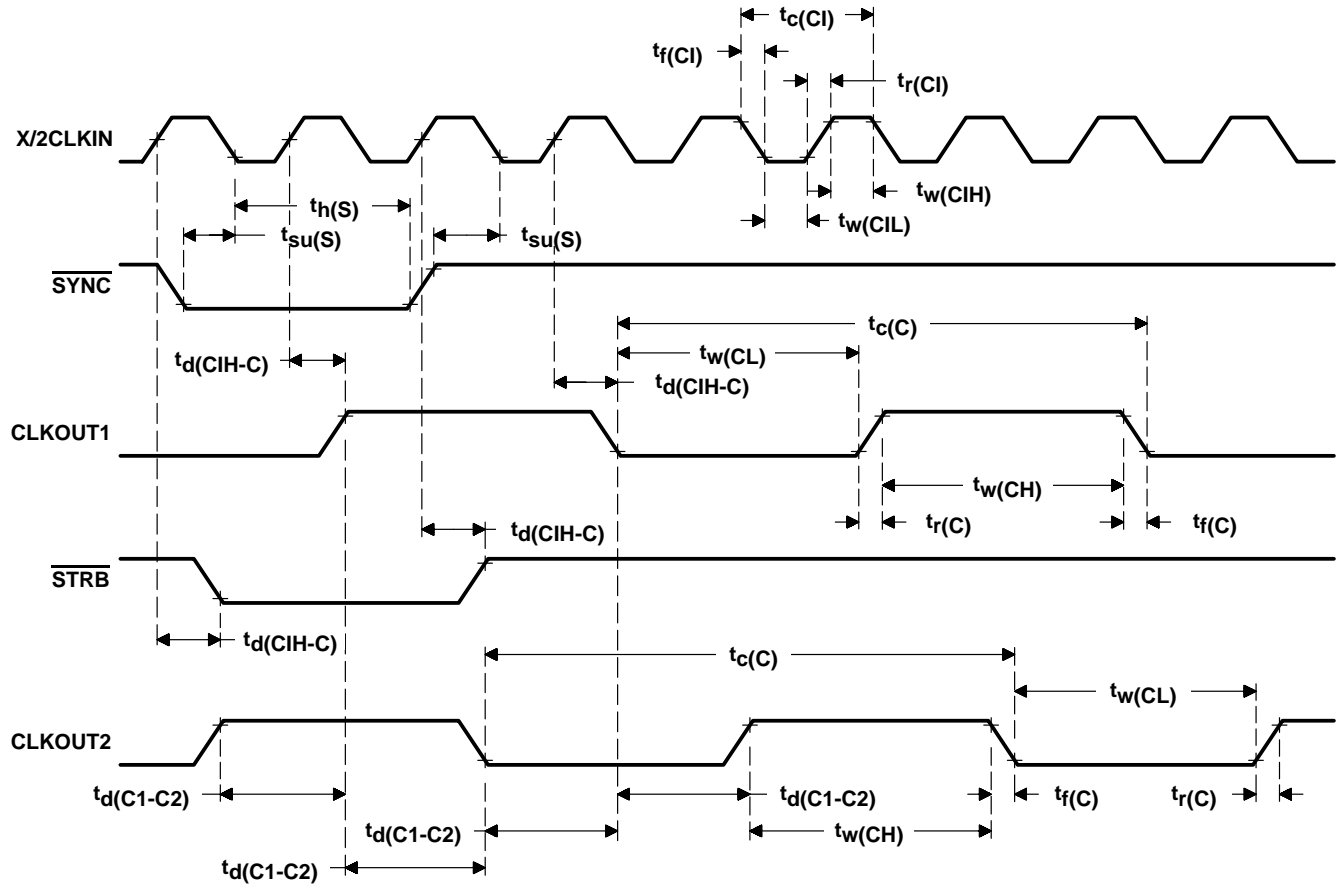 tc(CI)
tf(CI)
tr(CI)
X/2CLKIN
th(S)
tw(CIH)
tsu(S)
tsu(S)
tw(CIL)
SYNC
tc(C)
td(CIH-C)
tw(CL)
td(CIH-C)
CLKOUT1
tw(CH)
td(CIH-C)
tr(C)
tf(C)
STRB
td(CIH-C)
tc(C)
tw(CL)
CLKOUT2
td(C1-C2)
td(C1-C2)
tf(C)
tr(C)
td(C1-C2)
tw(CH)
td(C1-C2)